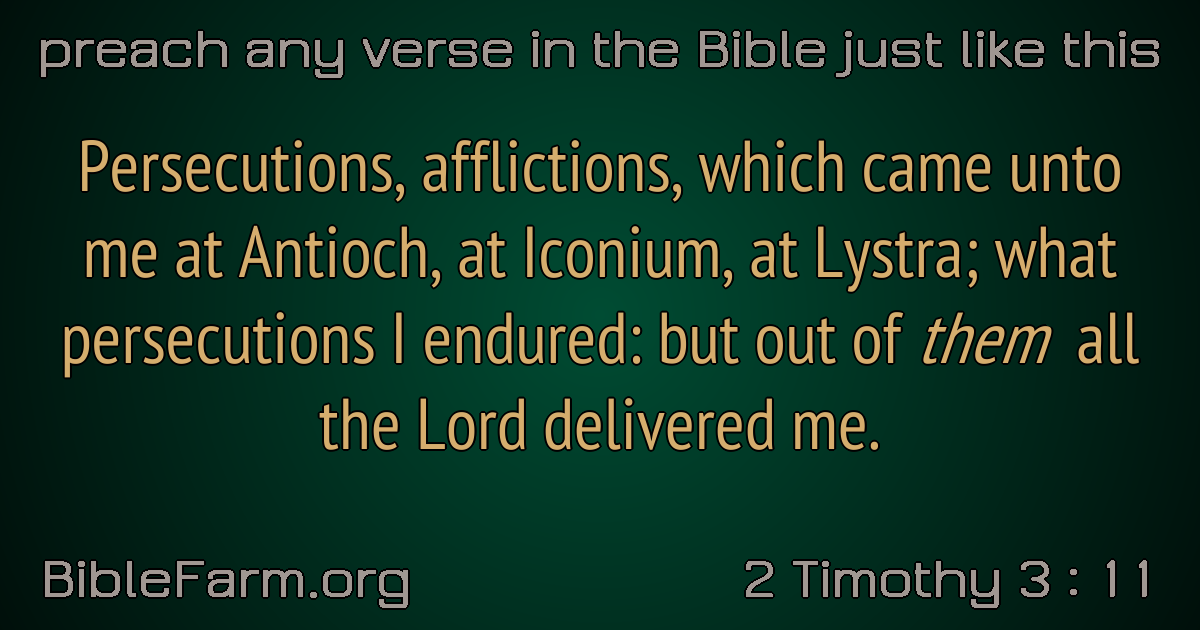 preach any verse in the Bible just like this
Persecutions, afflictions, which came unto
me at Antioch, at Iconium, at Lystra; what
persecutions I endured: but out of them all
the Lord delivered me.
BibleFarm.org
2 Timothy 3 : 11